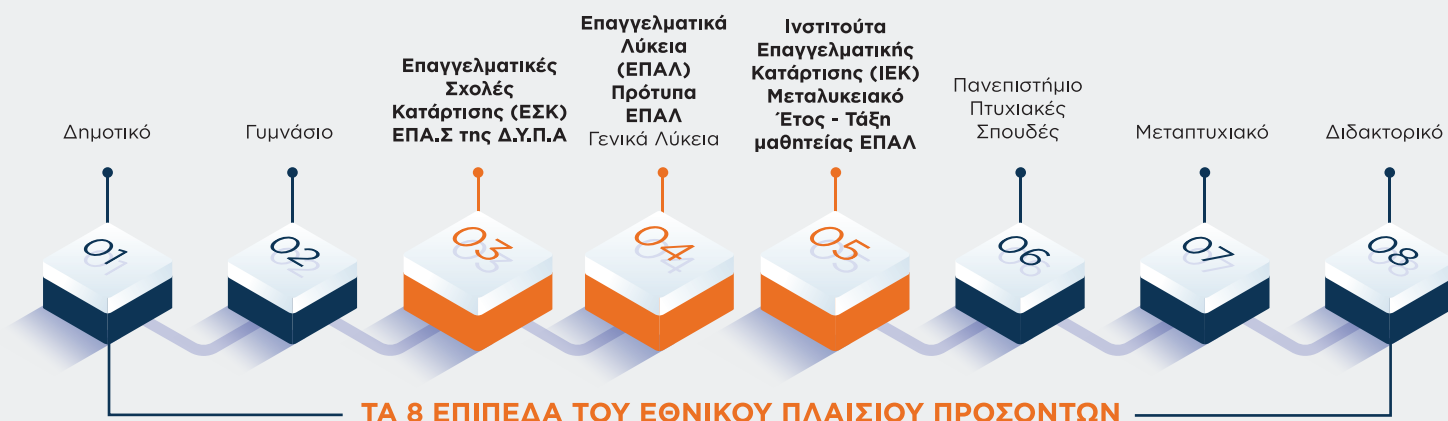 Δημοτικό
01
Γυμνάσιο
02
Επαγγελματικές
Σχολές
Κατάρτισης (ΕΣΚ)
ΕΠΑ.Σ της Δ.Υ.Π.Α
03
Επαγγελματικά
Λύκεια
(ΕΠΑΛ)
Πρότυπα
ΕΠΑΛ
Γενικά Λύκεια
04
Ινστιτούτα
Επαγγελματικής
Κατάρτισης (ΙΕΚ)
Μεταλυκειακό
Έτος - Τάξη
μαθητείας ΕΠΑΛ
05
Πανεπιστήμιο
Πτυχιακές
Σπουδές
06
Μεταπτυχιακό
07
Διδακτορικό
08
ΤΑ 8 ΕΠΙΠΕΔΑ ΤΟΥ ΕΘΝΙΚΟΥ ΠΛΑΙΣΙΟΥ ΠΡΟΣΟΝΤΩΝ